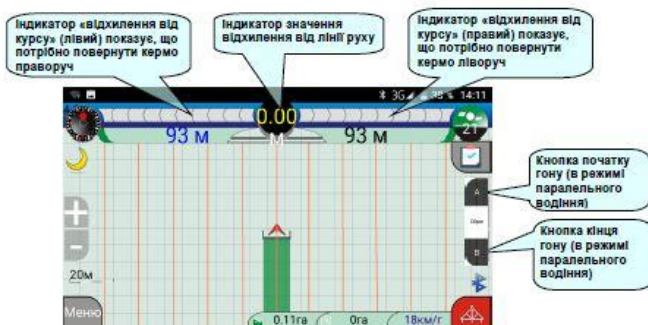 Індикатор «відхилення від
курсу» (лівий) показує,
що потрібно повернути
кермо
праворуч
Індикатор значення
відхилення від лінії руху
Індикатор «відхилення від
курсу» (правий) показує,
що потрібно повернути
кермо ліворуч
3G 14:11
0.00
М
93 м
93 м
21
Кнопка початку
гону (в режимі
паралельного
водіння)
A
B
Кнопка кінця
гону (в режимі
паралельного
водіння)
20м
Меню
0.11га
0га
18км/г